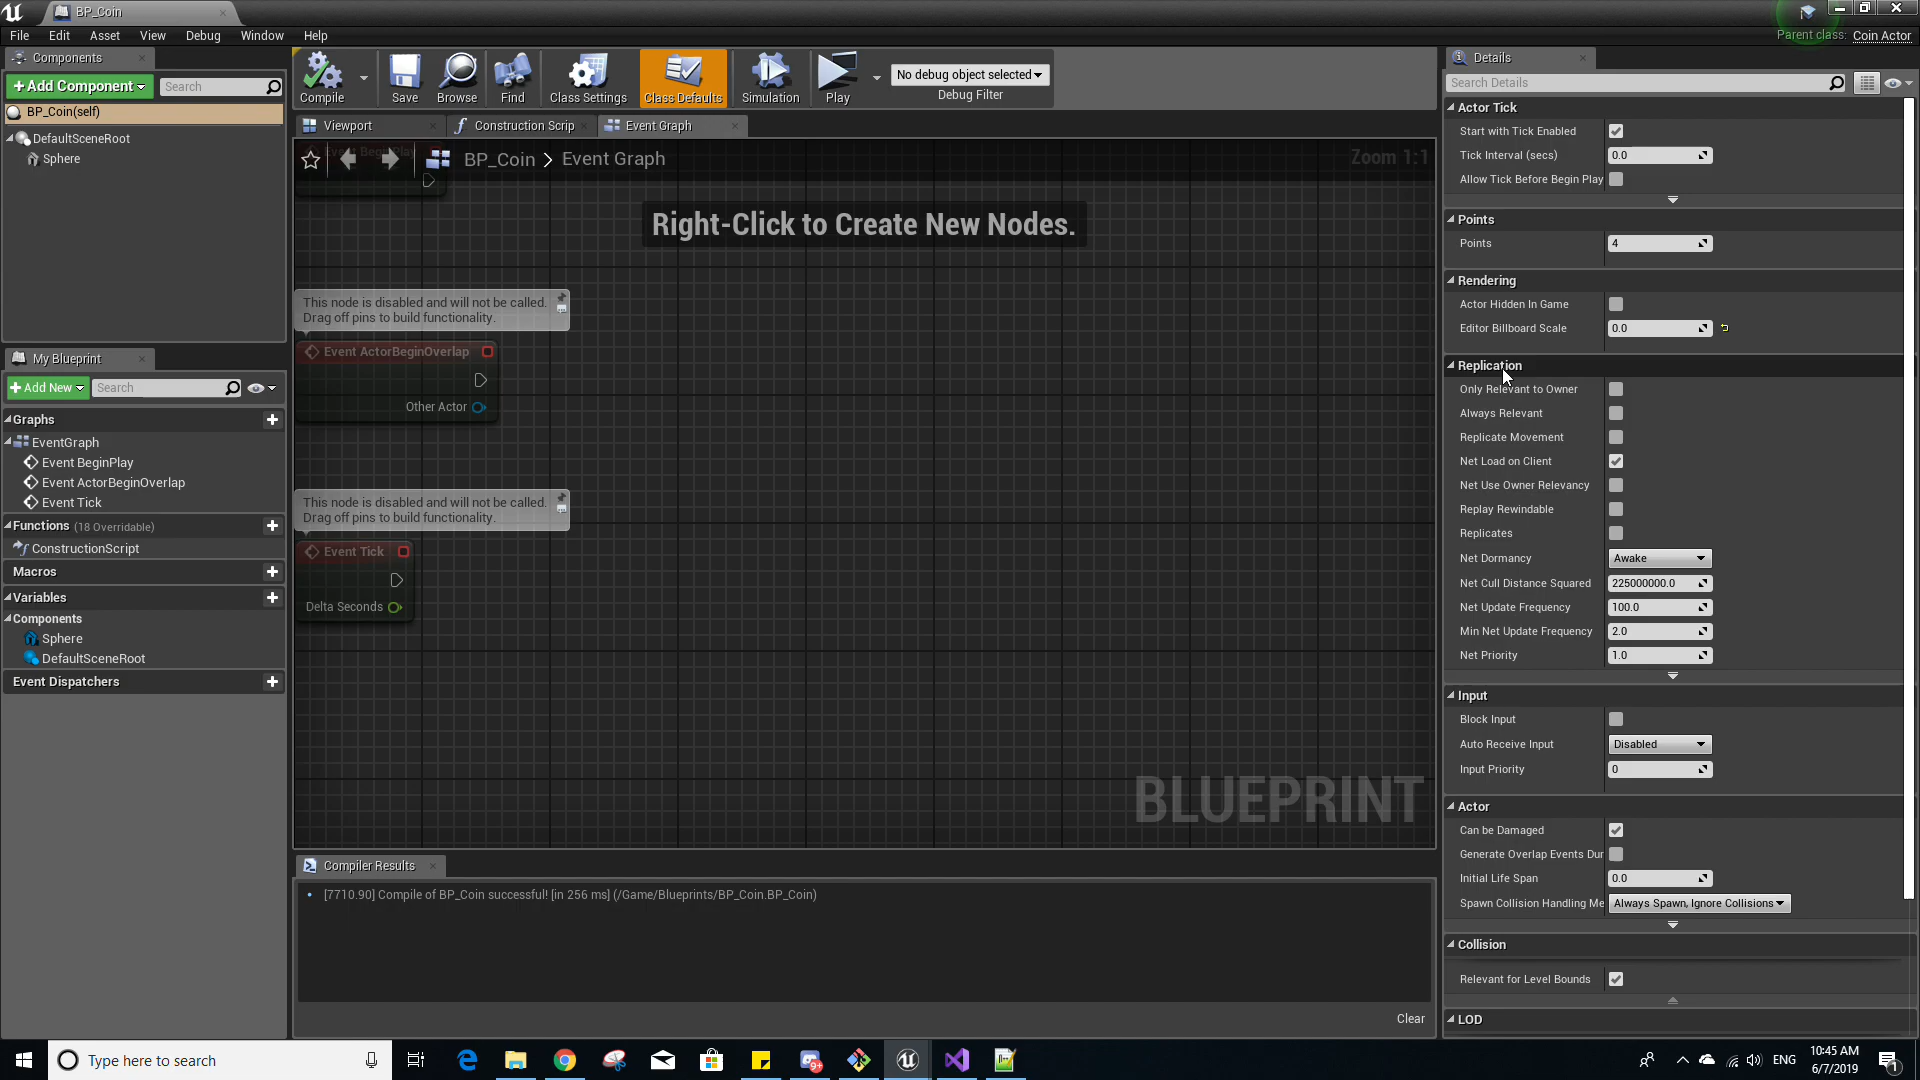 BP_Coin
File Edit Asset View Debug Window Help
Parent class: Coin Actor
Components
+Add Component
Search
BP_Coin(self)
DefaultSceneRoot
Sphere
My Blueprint
+Add New
Search
Graphs
EventGraph
Event BeginPlay
Event ActorBeginOverlap
Event Tick
Functions (18 Overridable)
ConstructionScript
Macros
Variables
Components
Sphere
DefaultSceneRoot
Event Dispatchers
Compile
Save
Browse
Find
Class Settings
Class Defaults
Simulation
Play
No debug object selected
Debug Filter
Viewport
Construction Scrip
Event Graph
BP_Coin > Event Graph
Zoom 1:1
Right-Click to Create New Nodes.
This node is disabled and will not be called.
Drag off pins to build functionality.
Event ActorBeginOverlap
Other Actor
This node is disabled and will not be called.
Drag off pins to build functionality.
Event Tick
Delta Seconds
BLUEPRINT
Compiler Results
[7710.90] Compile of BP_Coin successful! [in 256 ms] (/Game/Blueprints/BP_Coin.BP_Coin)
Clear
Details
Search Details
Actor Tick
Start with Tick Enabled
Tick Interval (secs) 0.0
Allow Tick Before Begin Play
Points
Points 4
Rendering
Actor Hidden In Game
Editor Billboard Scale 0.0
Replication
Only Relevant to Owner
Always Relevant
Replicate Movement
Net Load on Client
Net Use Owner Relevancy
Replay Rewindable
Replicates
Net Dormancy Awake
Net Cull Distance Squared 225000000.0
Net Update Frequency 100.0
Min Net Update Frequency 2.0
Net Priority 1.0
Input
Block Input
Auto Receive Input Disabled
Input Priority 0
Actor
Can be Damaged
Generate Overlap Events Dur
Initial Life Span 0.0
Spawn Collision Handling Me Always Spawn, Ignore Collisions
Collision
Relevant for Level Bounds
LOD
Type here to search
ENG
10:45 AM
6/7/2019